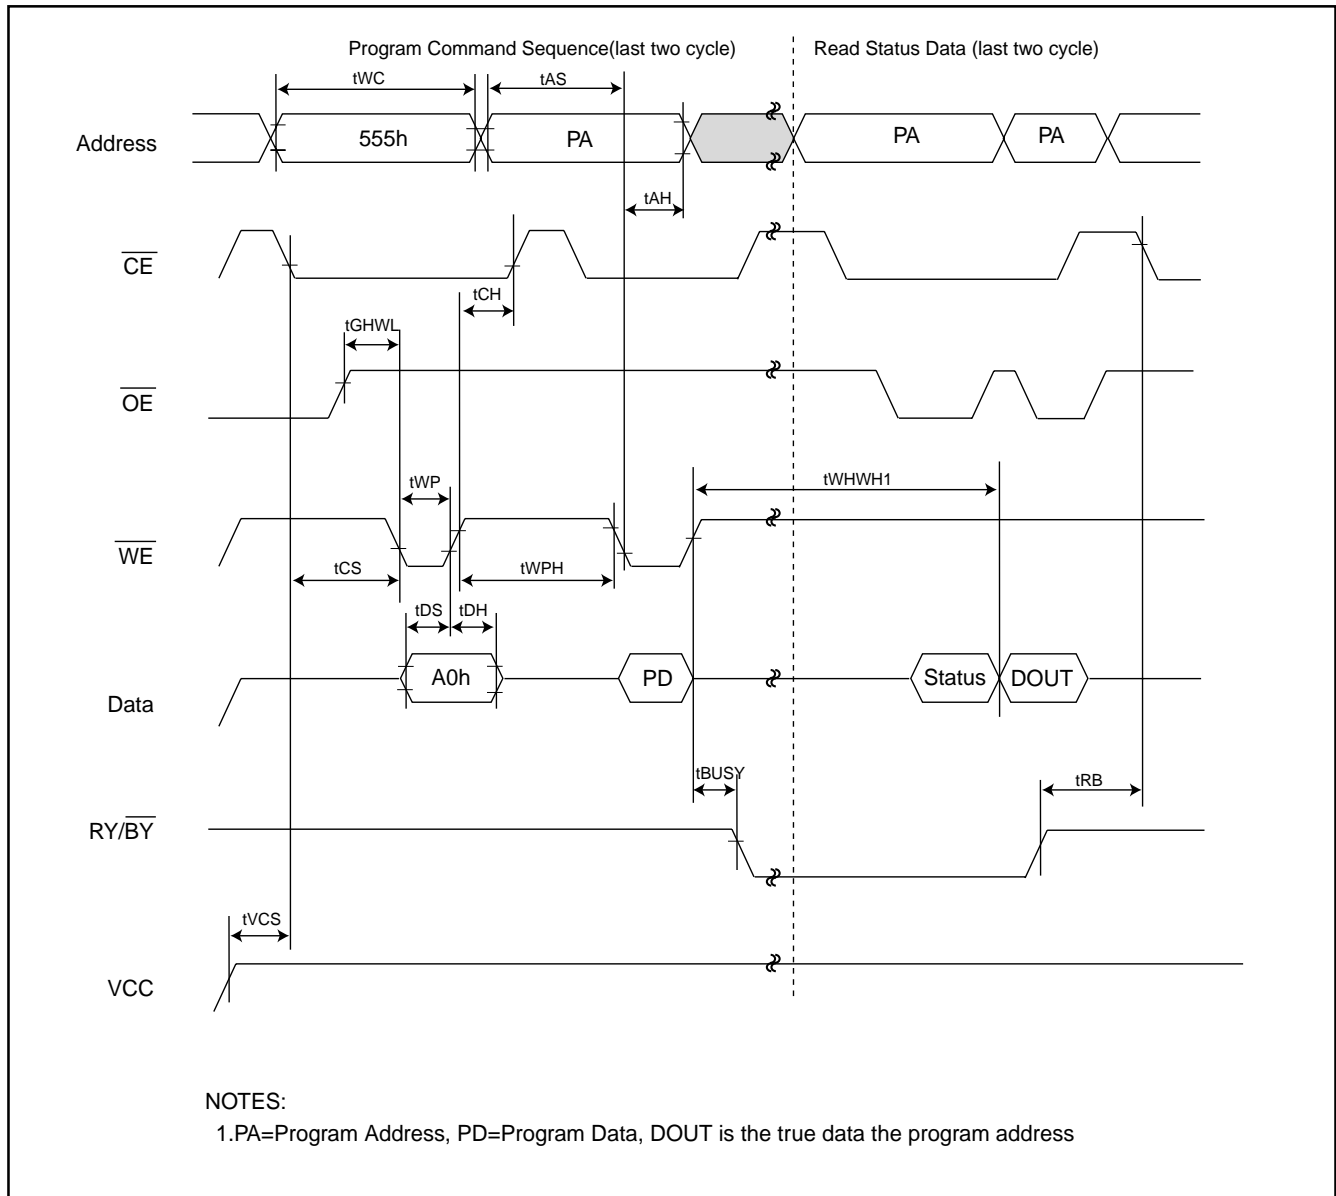 Program Command Sequence(last two cycle)
Read Status Data (last two cycle)
tWC
tAS
Address
555h
PA
PA
PA
tAH
CE
tCH
tGHWL
OE
tWP
tWHWH1
WE
tCS
tWPH
tDS
tDH
Data
A0h
PD
Status
DOUT
tBUSY
tRB
RY/BY
tVCS
VCC
NOTES:
1.PA=Program Address, PD=Program Data, DOUT is the true data the program address